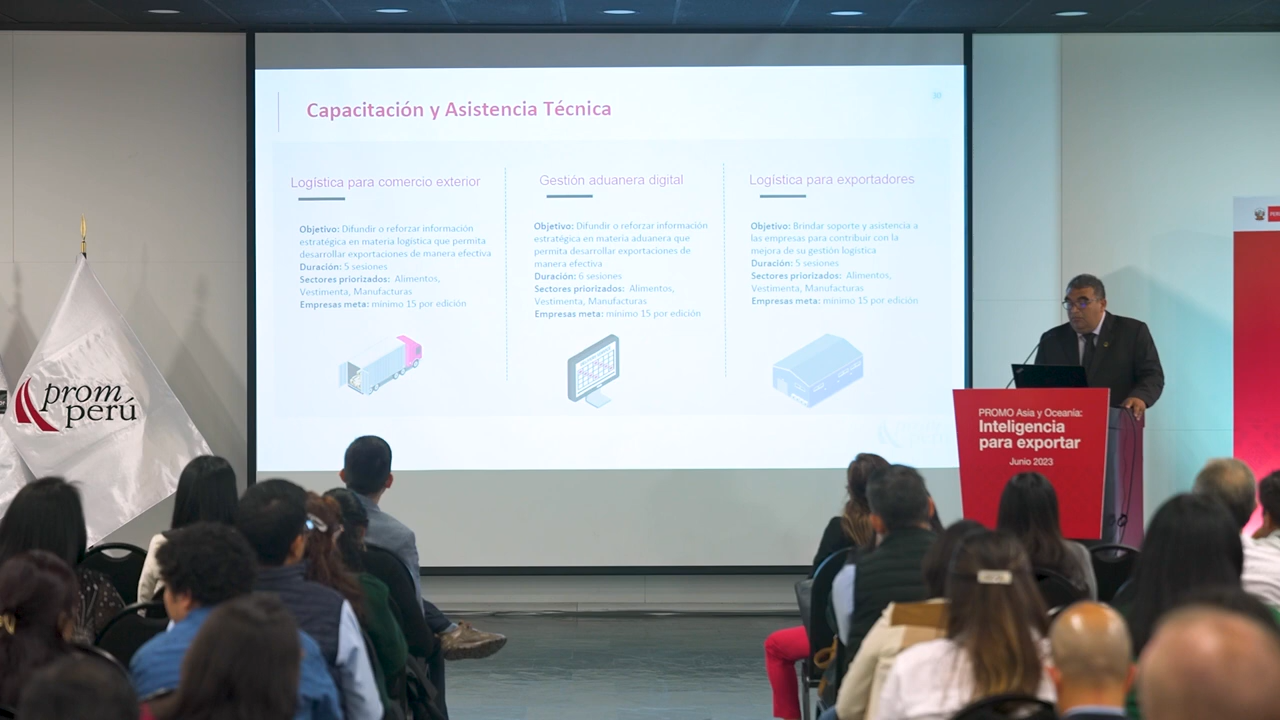 Capacitación y Asistencia Técnica
Logística para comercio exterior
Objetivo: Difundir o reforzar información
estratégica en materia logística que permita
desarrollar exportaciones de manera efectiva
Duración: 5 sesiones
Sectores priorizados: Alimentos,
Vestimenta, Manufacturas
Empresas meta: mínimo 15 por edición
Gestión aduanera digital
Objetivo: Difundir o reforzar información
estratégica en materia aduanera que
permita desarrollar exportaciones de
manera efectiva
Duración: 6 sesiones
Sectores priorizados: Alimentos,
Vestimenta, Manufacturas
Empresas meta: mínimo 15 por edición
Logística para exportadores
Objetivo: Brindar soporte y asistencia a
las empresas para contribuir con la
mejora de su gestión logística
Duración: 5 sesiones
Sectores priorizados: Alimentos,
Vestimenta, Manufacturas
Empresas meta: mínimo 15 por edición
prom
perú
PROMO Asia y Oceanía:
Inteligencia
para exportar
Junio 2023